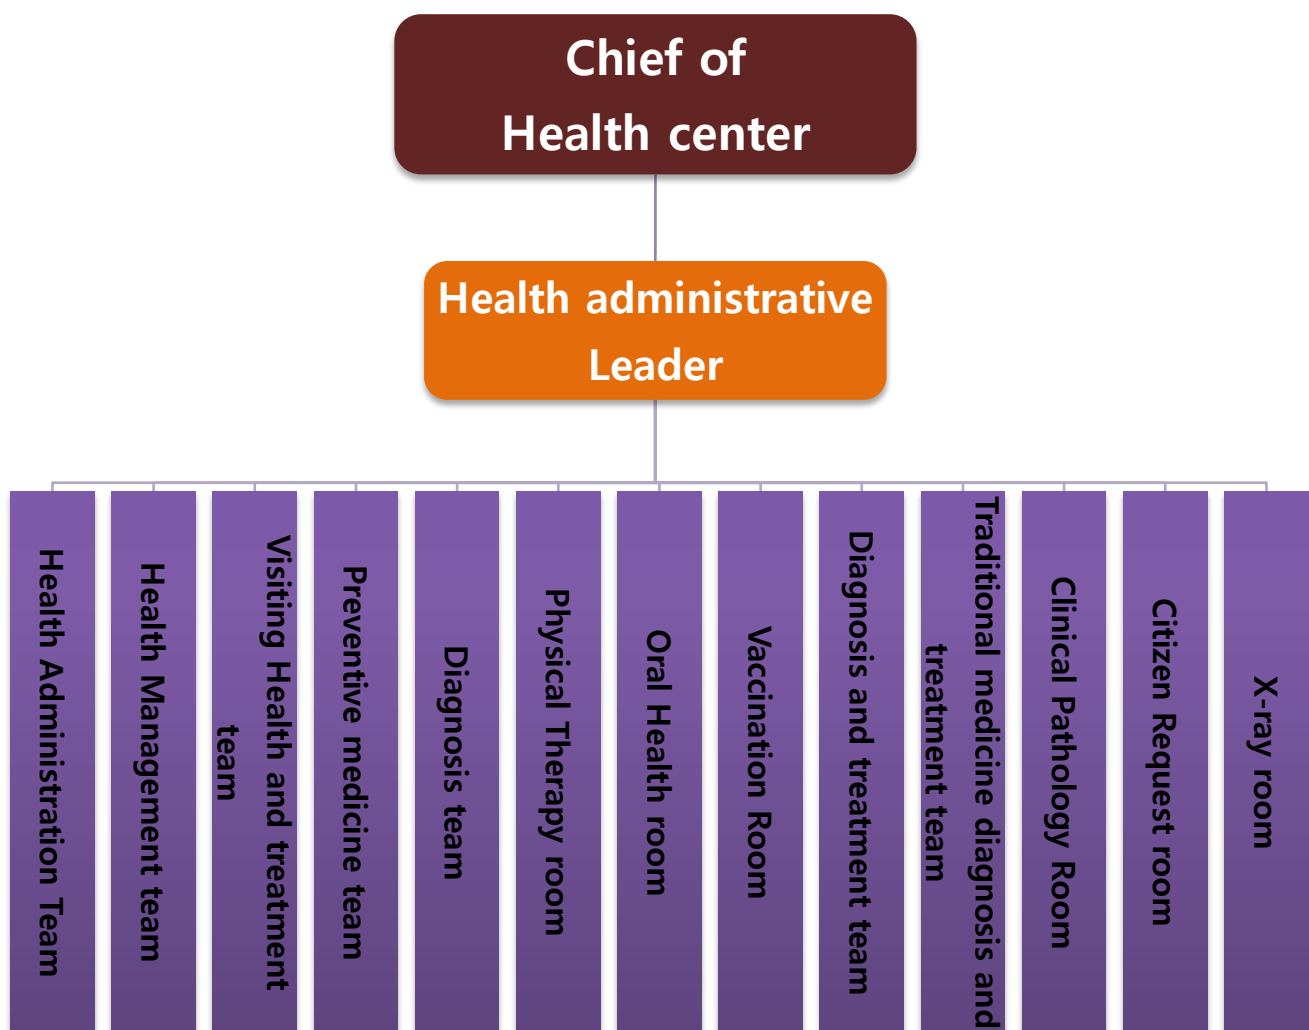 Chief of
Health center
Health administrative
Leader
Health Administration Team
Health Management team
Visiting Health and treatment
team
Preventive medicine team
Diagnosis team
Physical Therapy room
Oral Health room
Vaccination Room
Diagnosis and treatment team
Traditional medicine diagnosis and
treatment team
Clinical Pathology Room
Citizen Request room
X-ray room